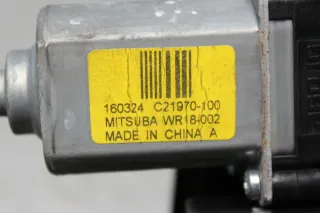 160324 C21970-100
MITSUBA WR18-002
MADE IN CHINA A